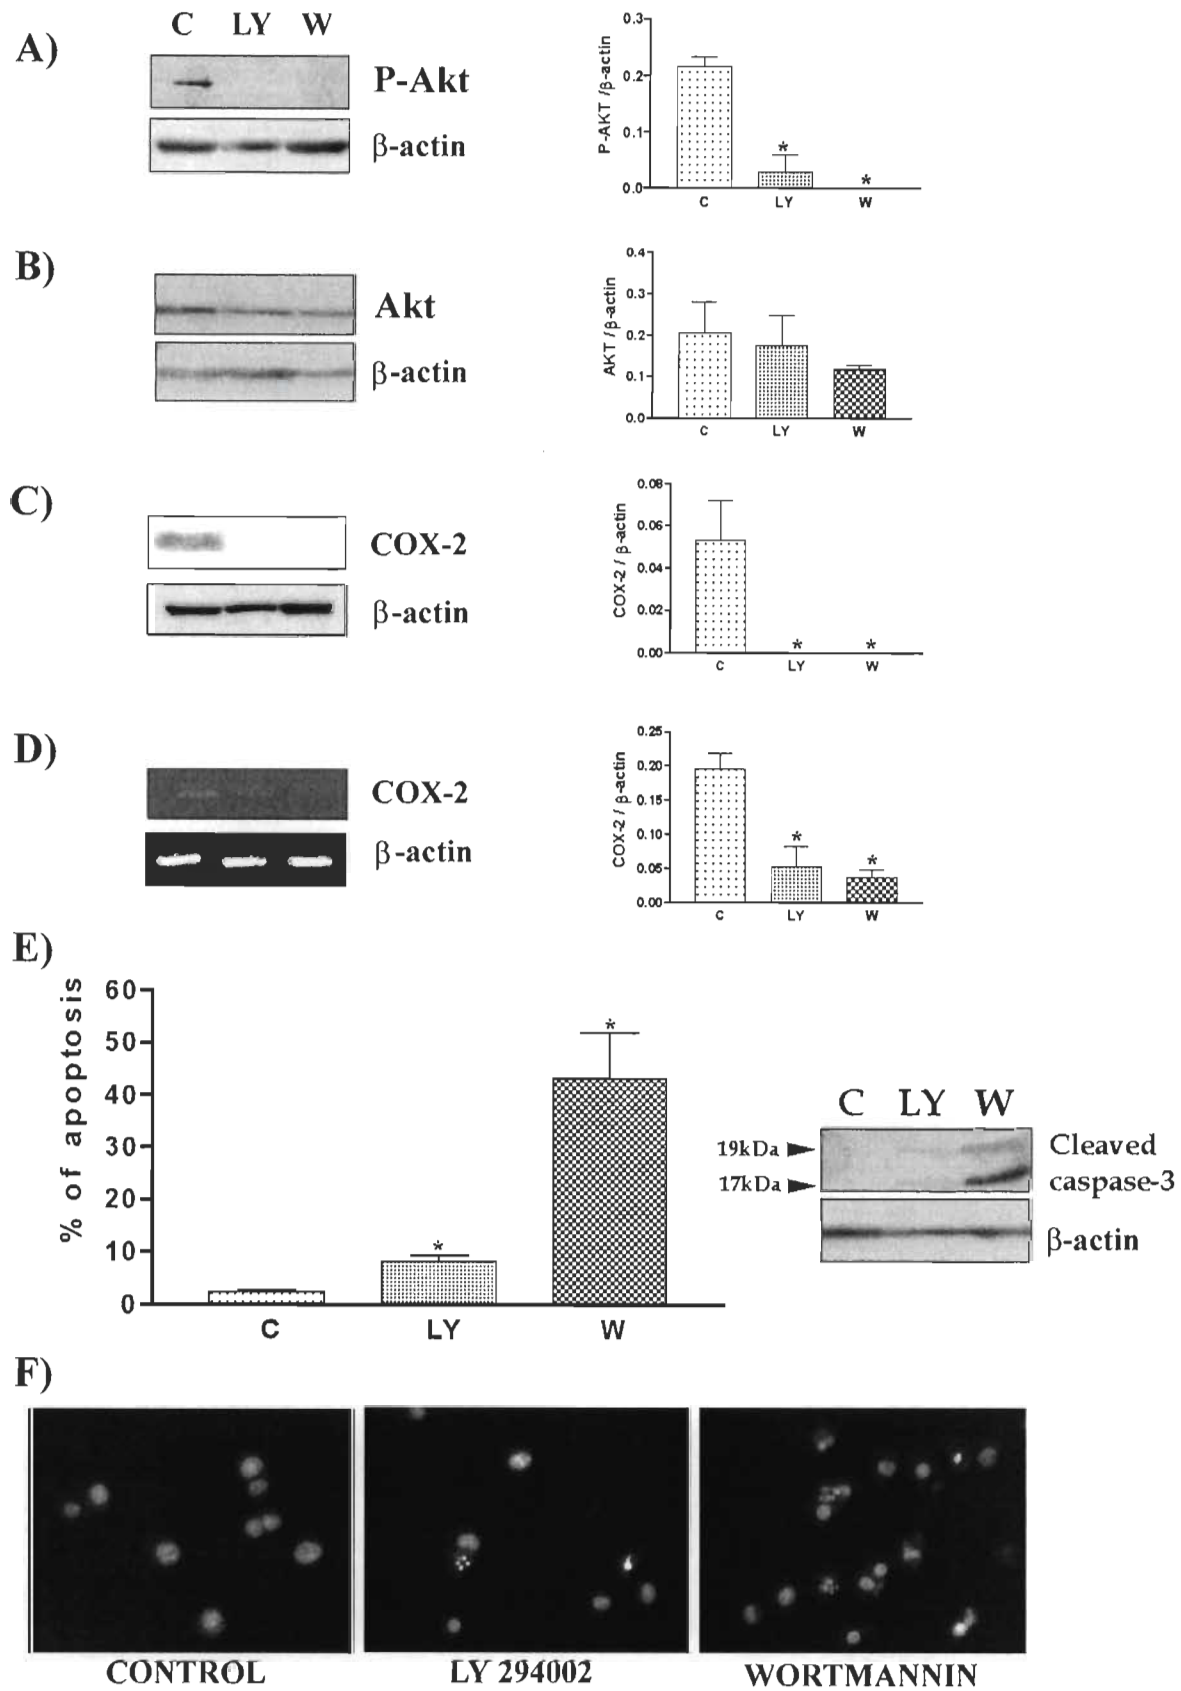 A)
C LY W
P-Akt
β-actin
P-AKT /β-actin
0.3
0.2
0.1
0.0
*
*
C LY W
B)
Akt
β-actin
AKT /β-actin
0.4
0.3
0.2
0.1
0.0
C LY W
C)
COX-2
β-actin
COX-2 / β-actin
0.08
0.06
0.04
0.02
0.00
* *
C LY W
D)
COX-2
β-actin
COX-2 / β-actin
0.25
0.20
0.15
0.10
0.05
0.00
*
*
C LY W
E)
% of apoptosis
60
50
40
30
20
10
0
*
*
C LY W
C LY W
19kDa
17kDa
Cleaved
caspase-3
β-actin
F)
CONTROL
LY 294002
WORTMANNIN